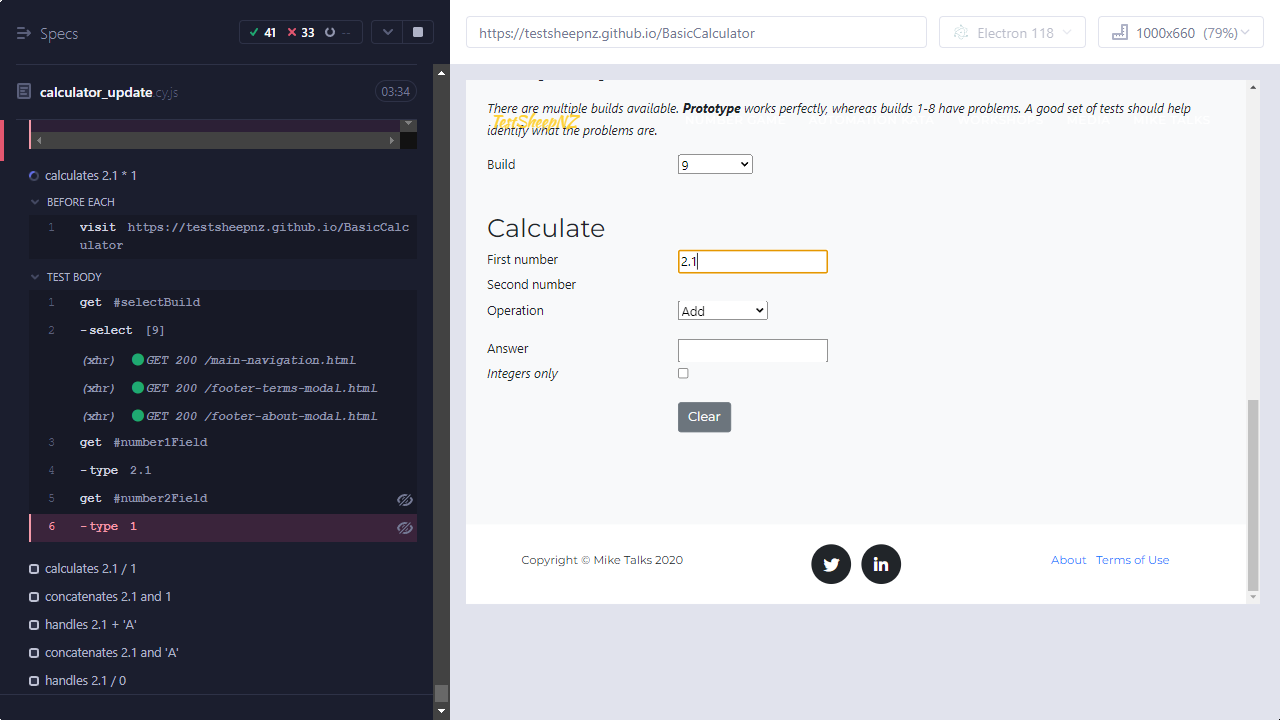 Specs
41
33
--
calculator_update.cy.js
03:34
calculates 2.1 * 1
BEFORE EACH
1 visit https://testsheepnz.github.io/BasicCalc
ulator
TEST BODY
1 get #selectBuild
2 -select [9]
(xhr) GET 200 /main-navigation.html
(xhr) GET 200 /footer-terms-modal.html
(xhr) GET 200 /footer-about-modal.html
3 get #number1Field
4 -type 2.1
5 get #number2Field
6 -type 1
calculates 2.1 / 1
concatenates 2.1 and 1
handles 2.1 + 'A'
concatenates 2.1 and 'A'
handles 2.1 / 0
https://testsheepnz.github.io/BasicCalculator
Electron 118
1000x660 (79%)
There are multiple builds available. Prototype works perfectly, whereas builds 1-8 have problems. A good set of tests should help
TestSheepNZ
identify what the problems are.
Build
9
Calculate
First number
2.1
Second number
Operation
Add
Answer
Integers only
Clear
Copyright © Mike Talks 2020
About Terms of Use